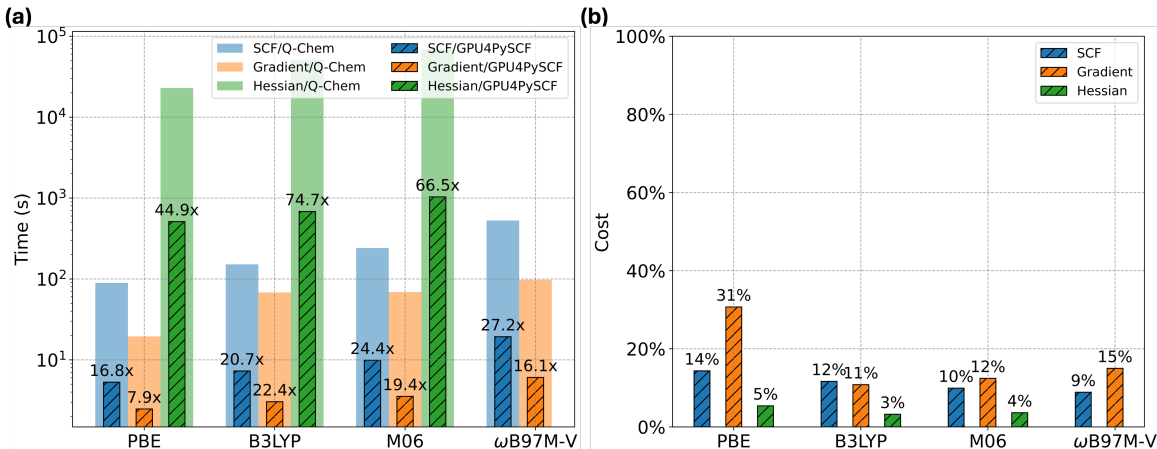 (a)
10^5
10^4
10^3
10^2
10^1
Time (s)
SCF/Q-Chem
Gradient/Q-Chem
Hessian/Q-Chem
SCF/GPU4PySCF
Gradient/GPU4PySCF
Hessian/GPU4PySCF
16.8x
7.9x
44.9x
20.7x
22.4x
74.7x
24.4x
19.4x
66.5x
27.2x
16.1x
PBE
B3LYP
M06
ωB97M-V
(b)
100%
80%
60%
40%
20%
0%
Cost
SCF
Gradient
Hessian
14%
31%
5%
12%
11%
3%
10%
12%
4%
9%
15%
PBE
B3LYP
M06
ωB97M-V